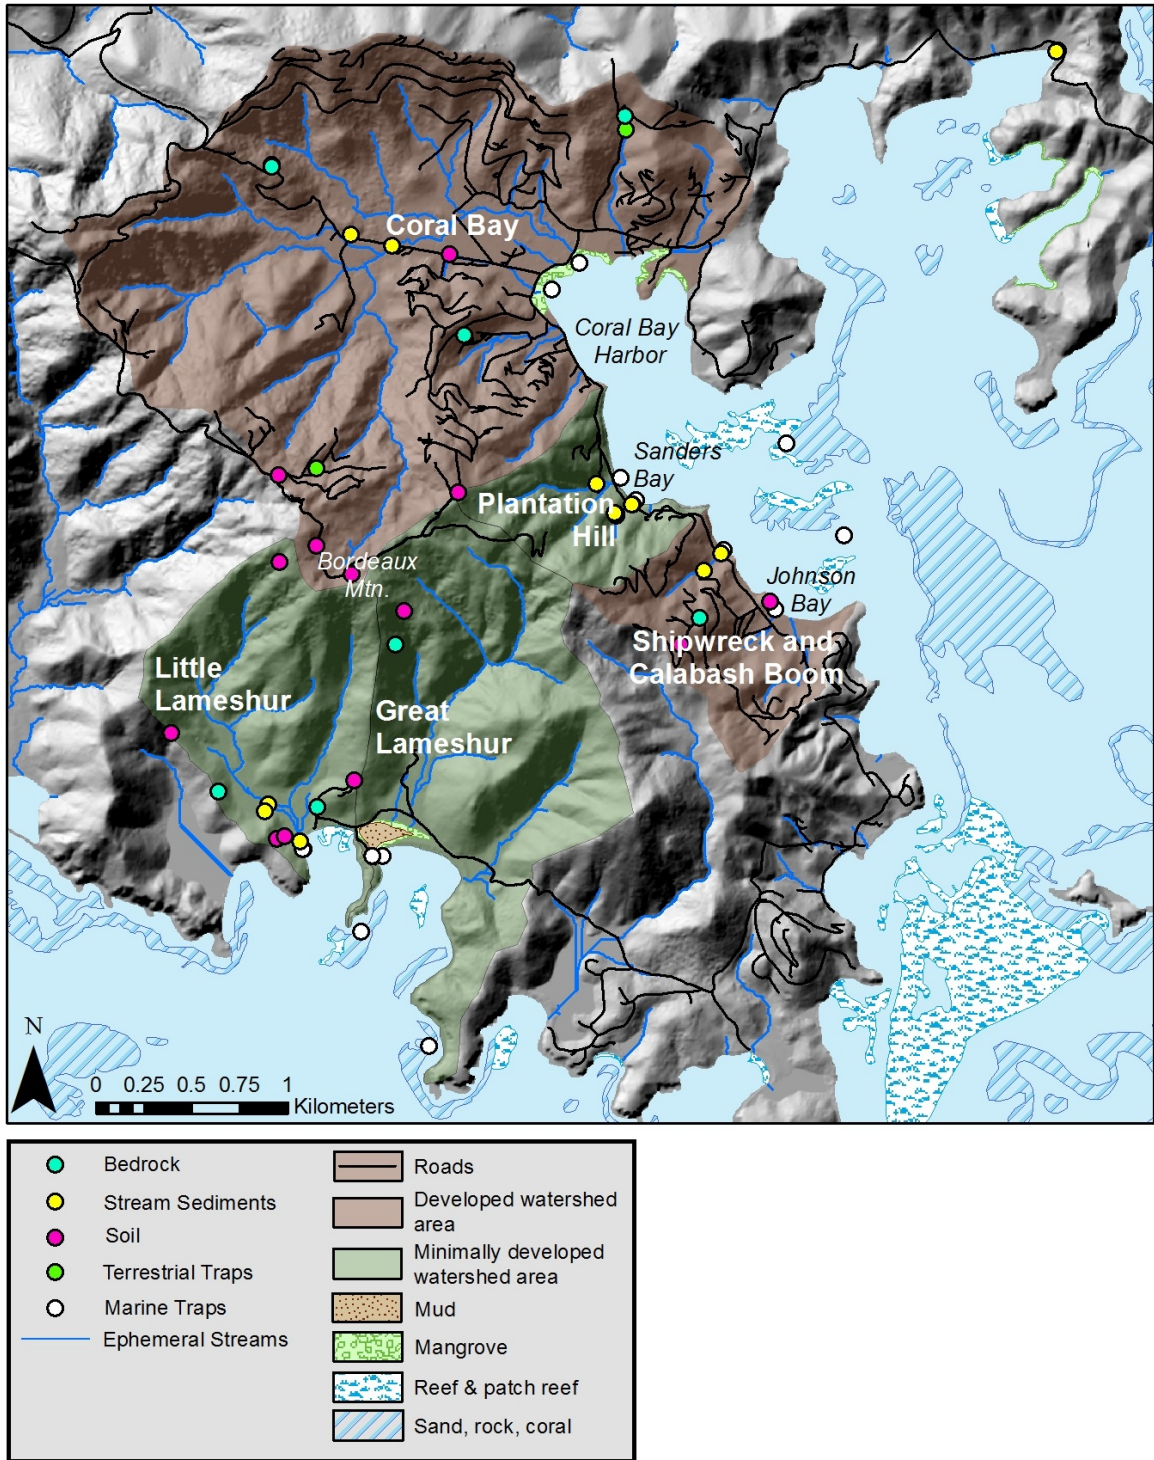 Coral Bay
Coral Bay
Harbor
Sanders
Bay
Plantation
Hill
Bordeaux
Mtn.
Johnson
Bay
Shipwreck and
Calabash Boom
Little
Lameshur
Great
Lameshur
N
0 0.25 0.5 0.75 1
Kilometers
Bedrock
Stream Sediments
Soil
Terrestrial Traps
Marine Traps
Ephemeral Streams
Roads
Developed watershed
area
Minimally developed
watershed area
Mud
Mangrove
Reef & patch reef
Sand, rock, coral